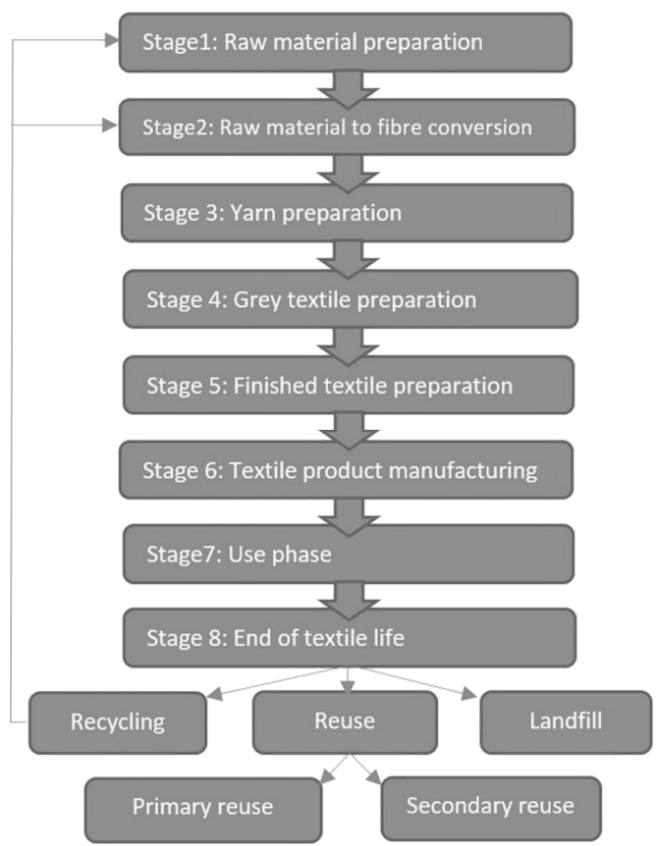 Stage1: Raw material preparation
Stage2: Raw material to fibre conversion
Stage 3: Yarn preparation
Stage 4: Grey textile preparation
Stage 5: Finished textile preparation
Stage 6: Textile product manufacturing
Stage7: Use phase
Stage 8: End of textile life
Recycling
Reuse
Landfill
Primary reuse
Secondary reuse